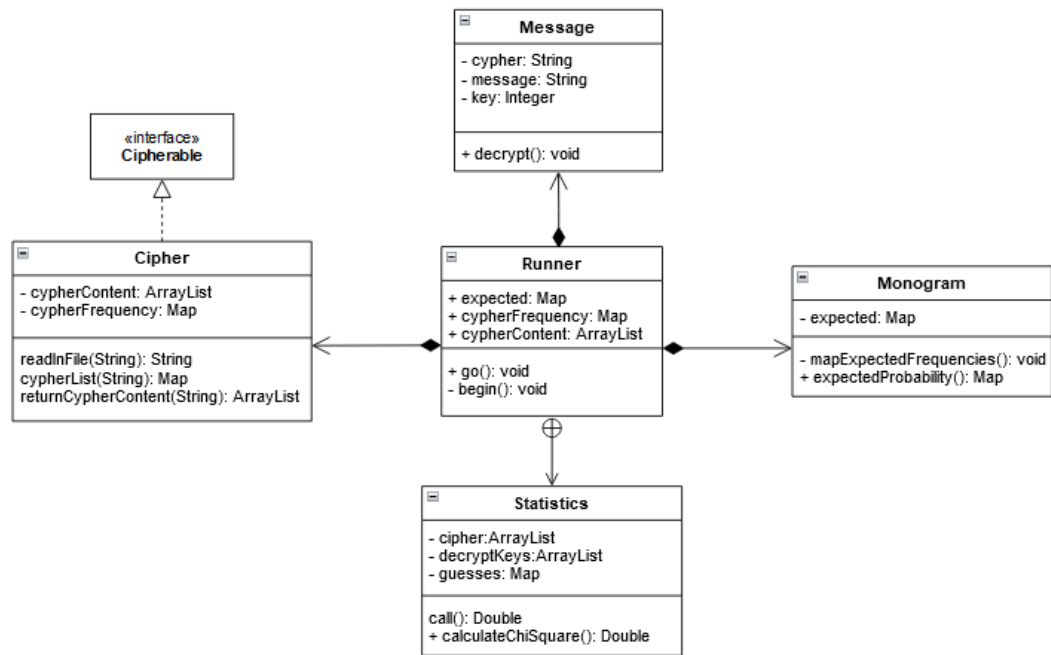 Message
- cypher: String
- message: String
- key: Integer
+ decrypt(): void
«interface»
Cipherable
Cipher
- cypherContent: ArrayList
- cypherFrequency: Map
readInFile(String): String
cypherList(String): Map
returnCypherContent(String): ArrayList
Runner
+ expected: Map
+ cypherFrequency: Map
+ cypherContent: ArrayList
+ go(): void
- begin(): void
Monogram
- expected: Map
- mapExpectedFrequencies(): void
+ expectedProbability(): Map
Statistics
- cipher:ArrayList
- decryptKeys:ArrayList
- guesses: Map
call(): Double
+ calculateChiSquare(): Double